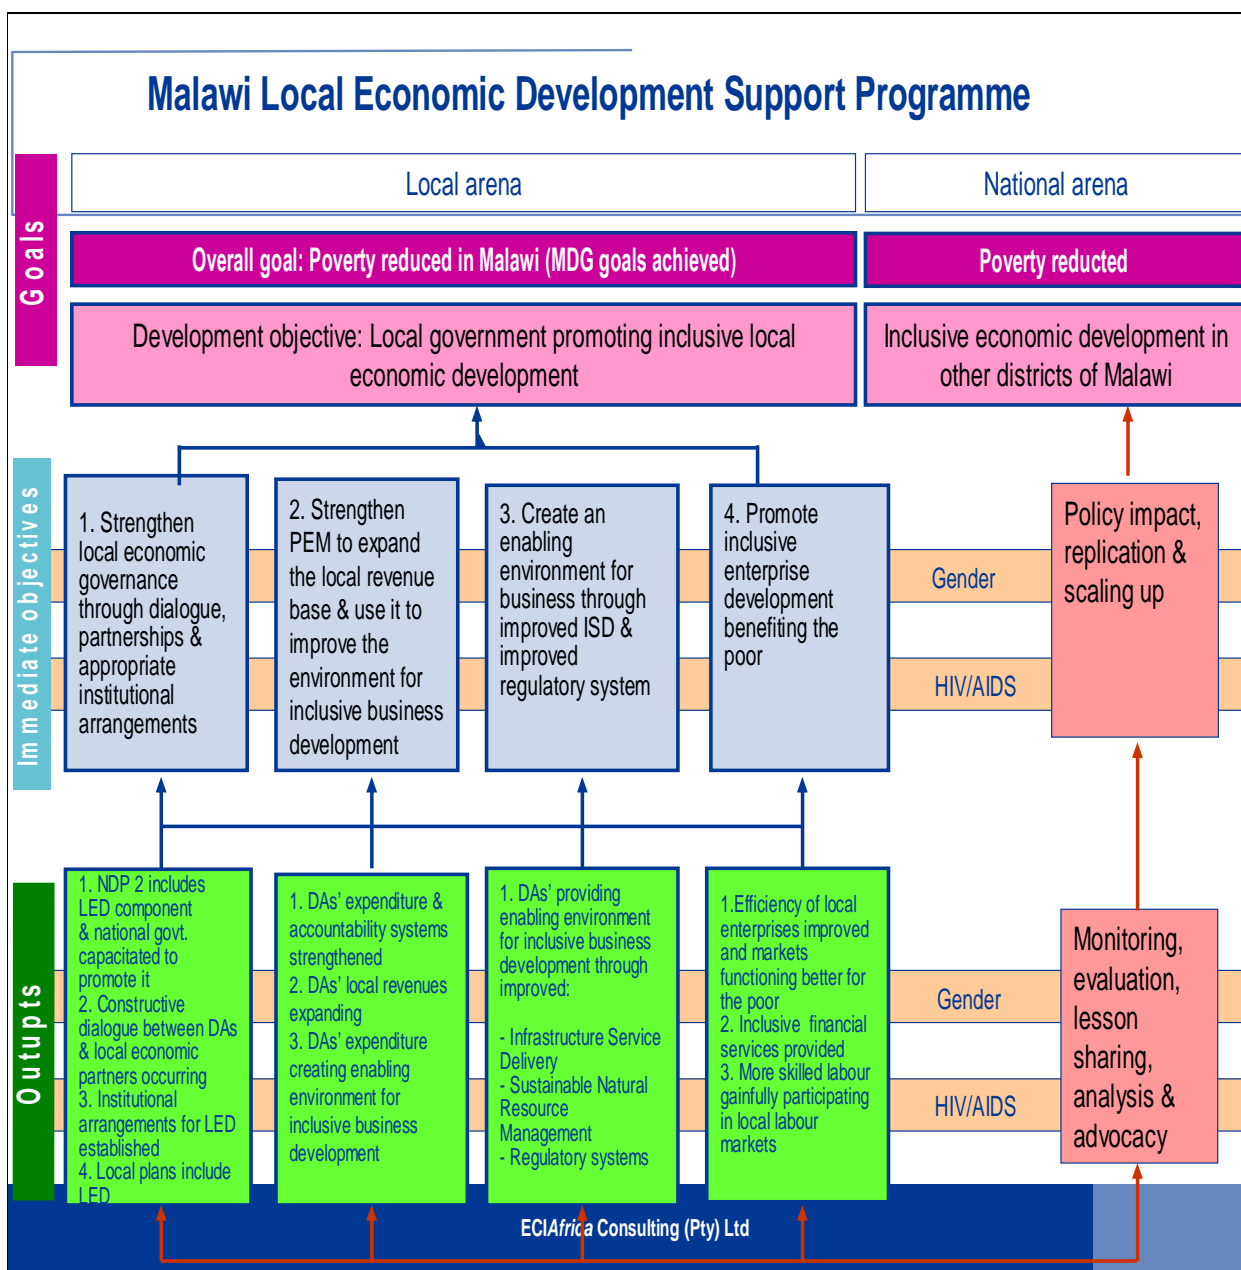 Malawi Local Economic Development Support Programme
Goals
Local arena
National arena
Overall goal: Poverty reduced in Malawi (MDG goals achieved)
Poverty reducted
Development objective: Local government promoting inclusive local
economic development
Inclusive economic development in
other districts of Malawi
Immediate objectives
1. Strengthen
local economic
governance
through dialogue,
partnerships &
appropriate
institutional
arrangements
2. Strengthen
PEM to expand
the local revenue
base & use it to
improve the
environment for
inclusive business
development
3. Create an
enabling
environment for
business through
improved ISD &
improved
regulatory system
4. Promote
inclusive
enterprise
development
benefiting the
poor
Gender
HIV/AIDS
Policy impact,
replication &
scaling up
Outupts
1. NDP 2 includes
LED component
& national govt.
capacitated to
promote it
2. Constructive
dialogue between DAs
& local economic
partners occurring
3. Institutional
arrangements for LED
established
4. Local plans include
LED
1. DAs' expenditure &
accountability systems
strengthened
2. DAs' local revenues
expanding
3. DAs' expenditure
creating enabling
environment for
inclusive business
development
1. DAs' providing
enabling environment
for inclusive business
development through
improved:
- Infrastructure Service
Delivery
- Sustainable Natural
Resource
Management
- Regulatory systems
1.Efficiency of local
enterprises improved
and markets
functioning better for
the poor
2. Inclusive financial
services provided
3. More skilled labour
gainfully participating
in local labour
markets
Gender
HIV/AIDS
Monitoring,
evaluation,
lesson
sharing,
analysis &
advocacy
ECIAfrica Consulting (Pty) Ltd